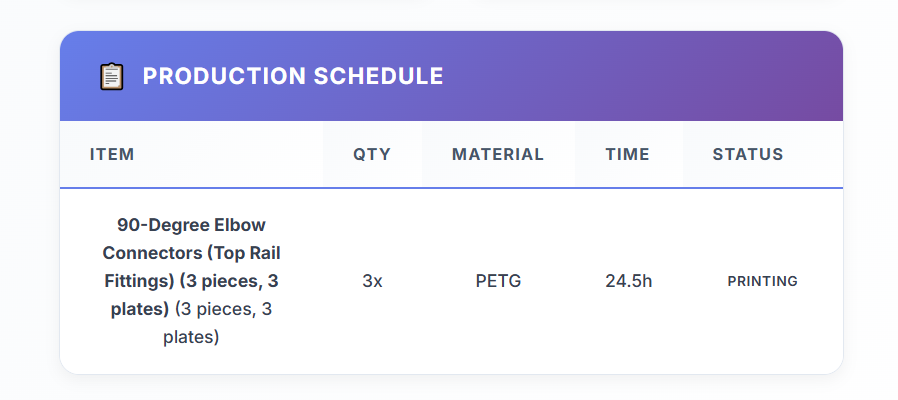 PRODUCTION SCHEDULE
ITEM QTY MATERIAL TIME STATUS
90-Degree Elbow
Connectors (Top Rail
Fittings) (3 pieces, 3
plates) (3 pieces, 3
plates)
3x
PETG
24.5h
PRINTING